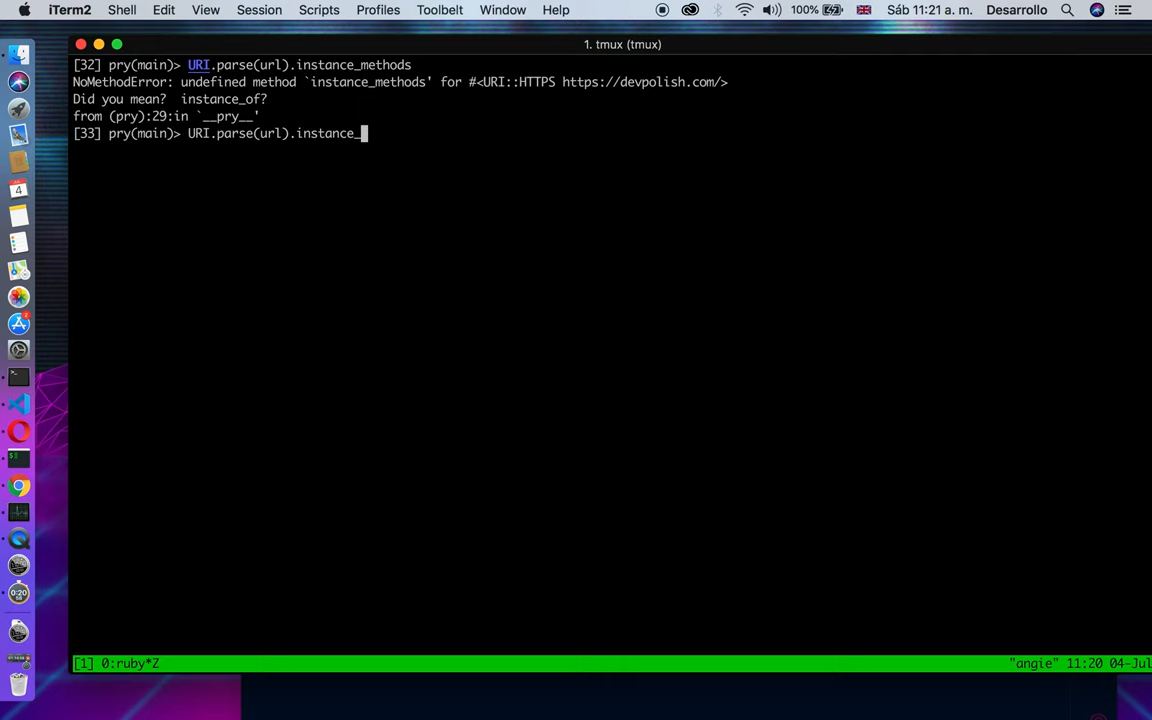 iTerm2 Shell Edit View Session Scripts Profiles Toolbelt Window Help 100% Sáb 11:21 a. m. Desarrollo
1. tmux (tmux)
[32] pry(main)> URI.parse(url).instance_methods
NoMethodError: undefined method `instance_methods' for #<URI::HTTPS https://devpolish.com/>
Did you mean?  instance_of?
from (pry):29:in `__pry__'
[33] pry(main)> URI.parse(url).instance_
4
0:20
[1] 0:ruby*Z "angie" 11:20 04-Jul